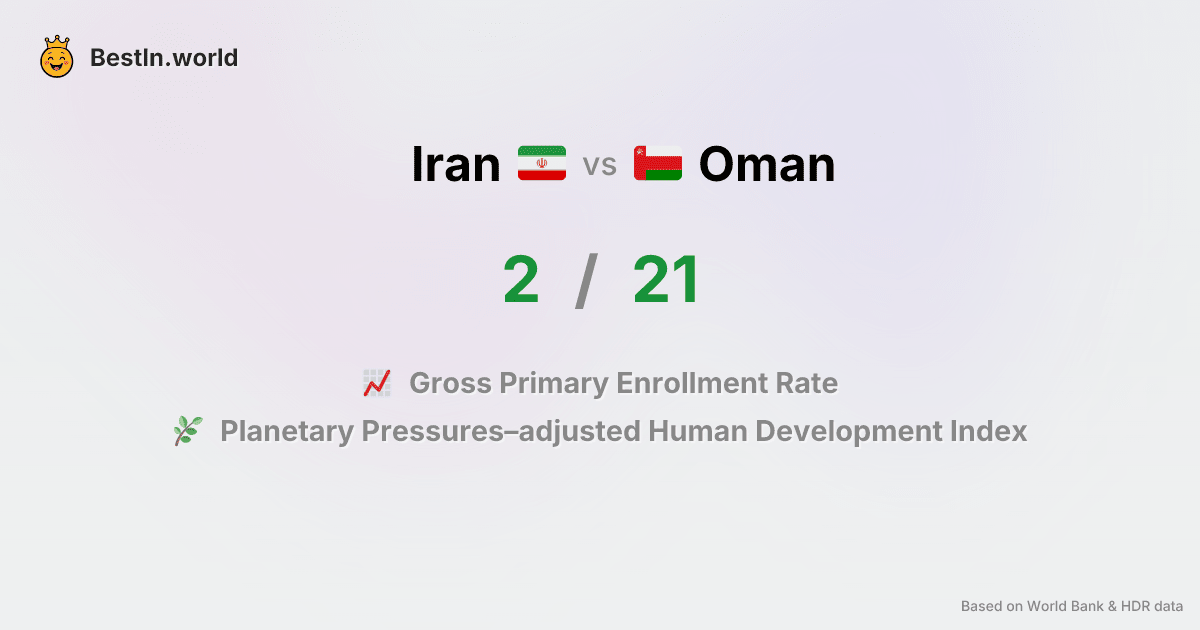 BestIn.world
Iran vs Oman
2 / 21
Gross Primary Enrollment Rate
Planetary Pressures–adjusted Human Development Index
Based on World Bank & HDR data